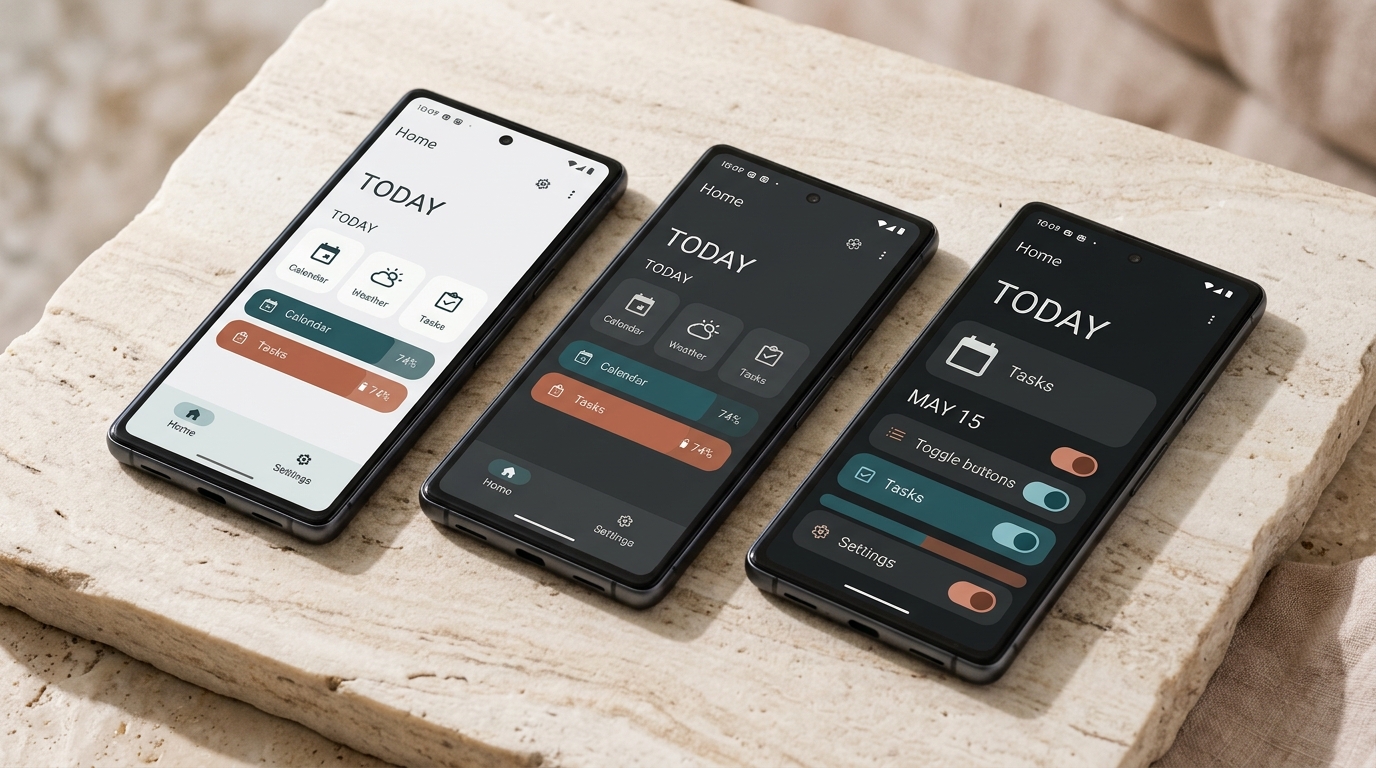 Home
TODAY
TODAY
Calendar
Weather
Tasks
Calendar
74%
Tasks
74%
Home
Settings
Home
TODAY
TODAY
Calendar
Weather
Tasks
Calendar
74%
Tasks
74%
Home
Settings
Home
TODAY
Tasks
MAY 15
Toggle buttons
Tasks
Settings